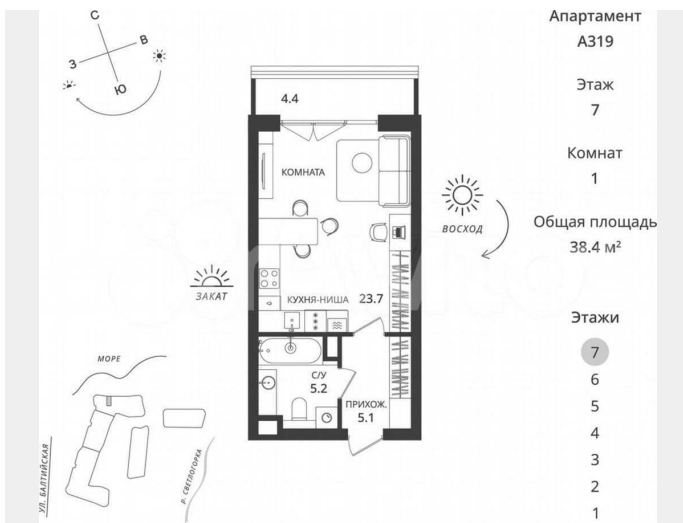 С
В
З
Ю
Апартамент
А319
Этаж
7
Комнат
1
Общая площадь
38.4 м²
4.4
КОМНАТА
ВОСХОД
ЗАКАТ
КУХНЯ-НИША
23.7
С/У
5.2
ПРИХОЖ.
5.1
МОРЕ
УЛ. БАЛТИЙСКАЯ
Р. СВЕТЛОГОРКА
Этажи
7
6
5
4
3
2
1